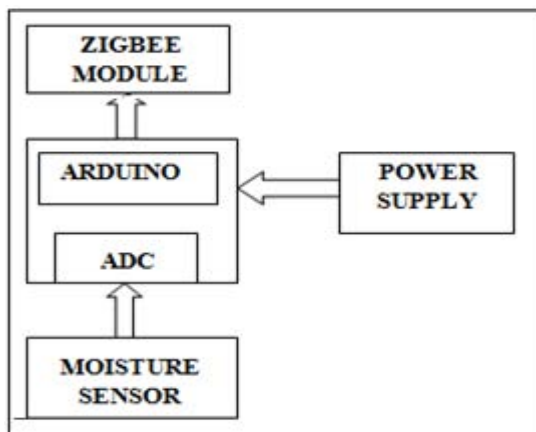 ZIGBEE
MODULE
ARDUINO
POWER
SUPPLY
ADC
MOISTURE
SENSOR